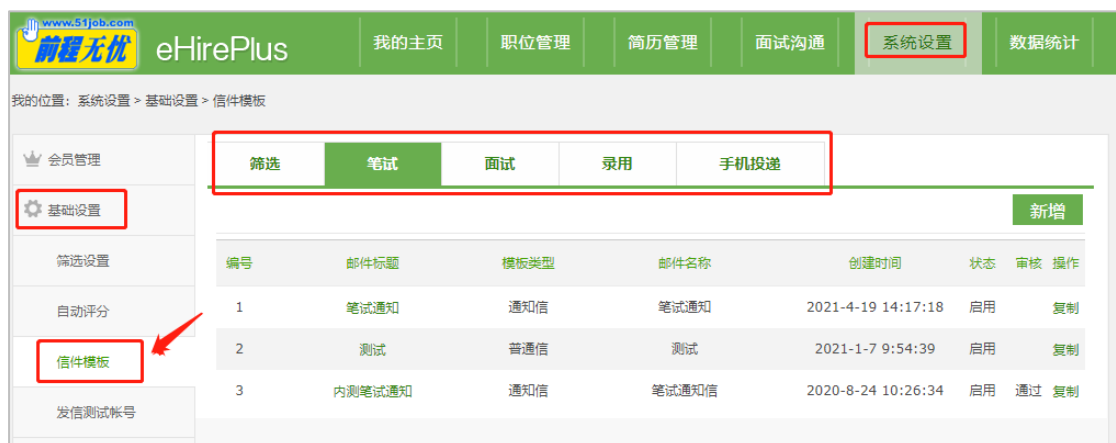 www.51job.com
前程无忧 eHirePlus 我的主页 职位管理 简历管理 面试沟通 系统设置 数据统计
我的位置：系统设置 > 基础设置 > 信件模板
会员管理
筛选 笔试 面试 录用 手机投递
基础设置
新增
筛选设置
编号 邮件标题 模板类型 邮件名称 创建时间 状态 审核 操作
自动评分
1 笔试通知 通知信 笔试通知 2021-4-19 14:17:18 启用 复制
2 测试 普通信 测试 2021-1-7 9:54:39 启用 复制
信件模板
3 内测笔试通知 通知信 笔试通知信 2020-8-24 10:26:34 启用 通过 复制
发信测试帐号